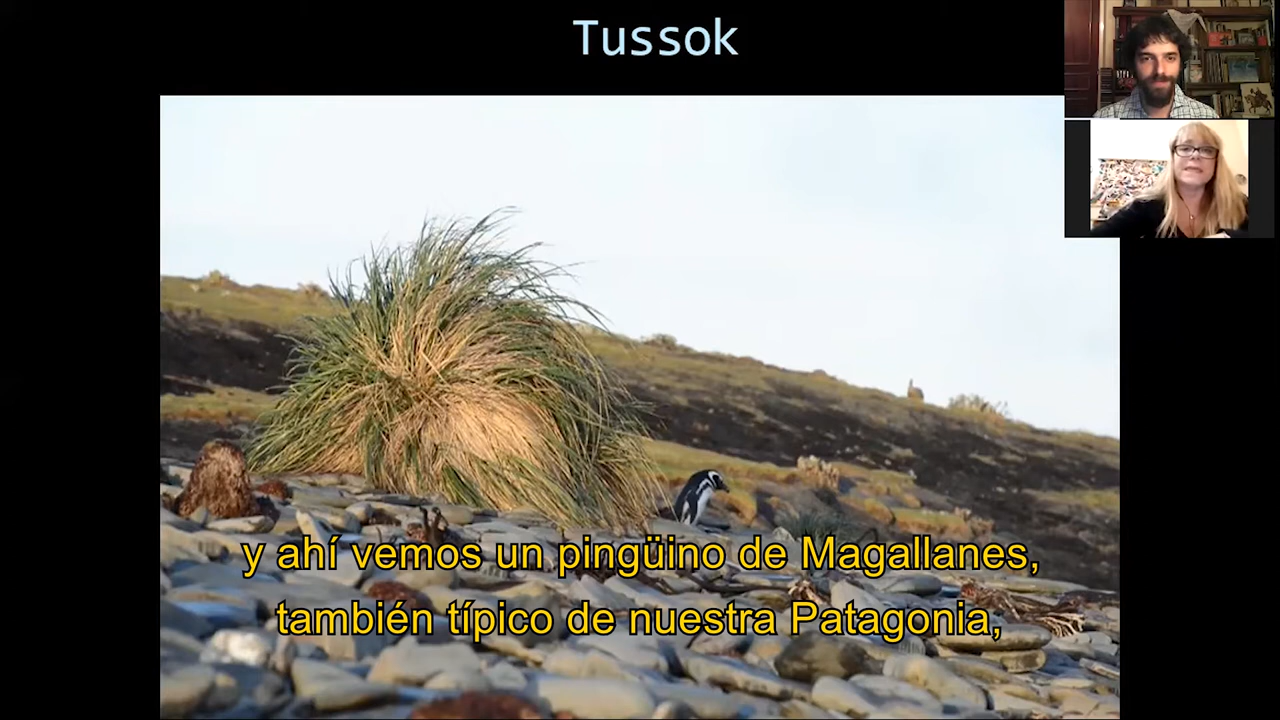 Tussok
y ahí vemos un pingüino de Magallanes,
también típico de nuestra Patagonia,